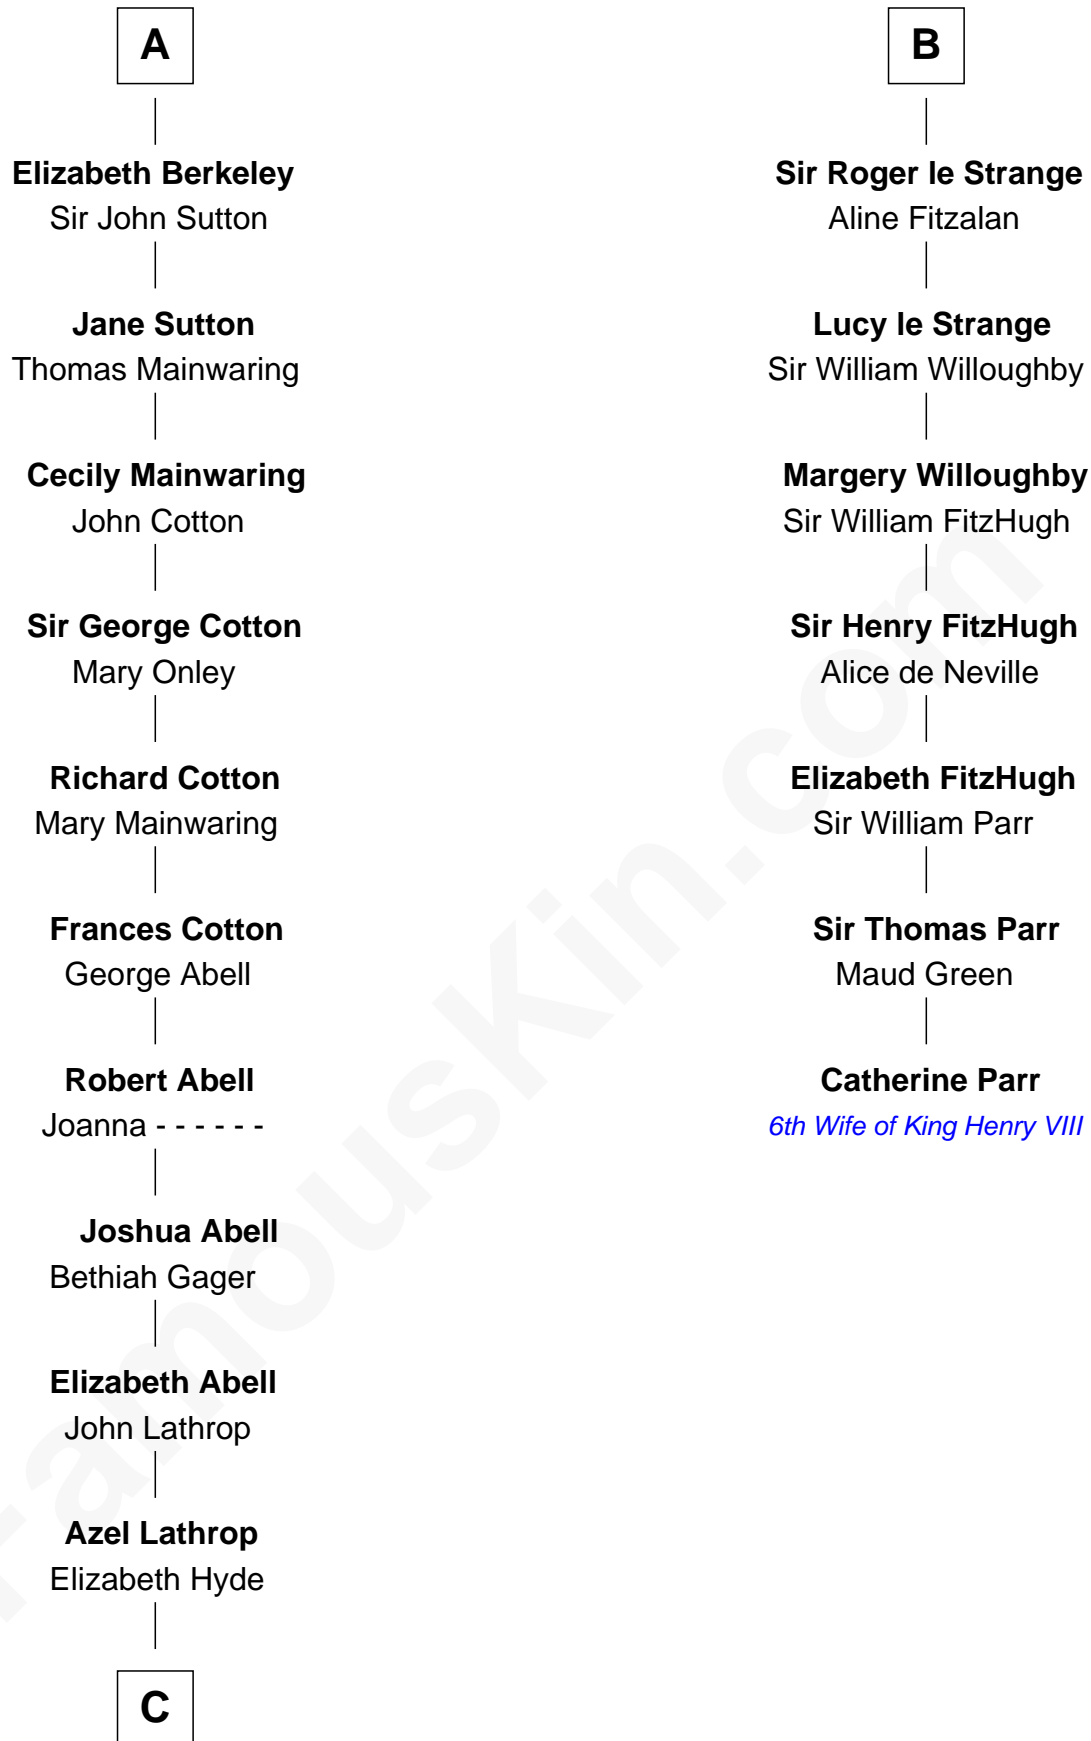 A
Elizabeth Berkeley
Sir John Sutton
Jane Sutton
Thomas Mainwaring
Cecily Mainwaring
John Cotton
Sir George Cotton
Mary Onley
Richard Cotton
Mary Mainwaring
Frances Cotton
George Abell
Robert Abell
Joanna - - - - - -
Joshua Abell
Bethiah Gager
Elizabeth Abell
John Lathrop
Azel Lathrop
Elizabeth Hyde
C
B
Sir Roger le Strange
Aline Fitzalan
Lucy le Strange
Sir William Willoughby
Margery Willoughby
Sir William FitzHugh
Sir Henry FitzHugh
Alice de Neville
Elizabeth FitzHugh
Sir William Parr
Sir Thomas Parr
Maud Green
Catherine Parr
6th Wife of King Henry VIII
FamousKin.com